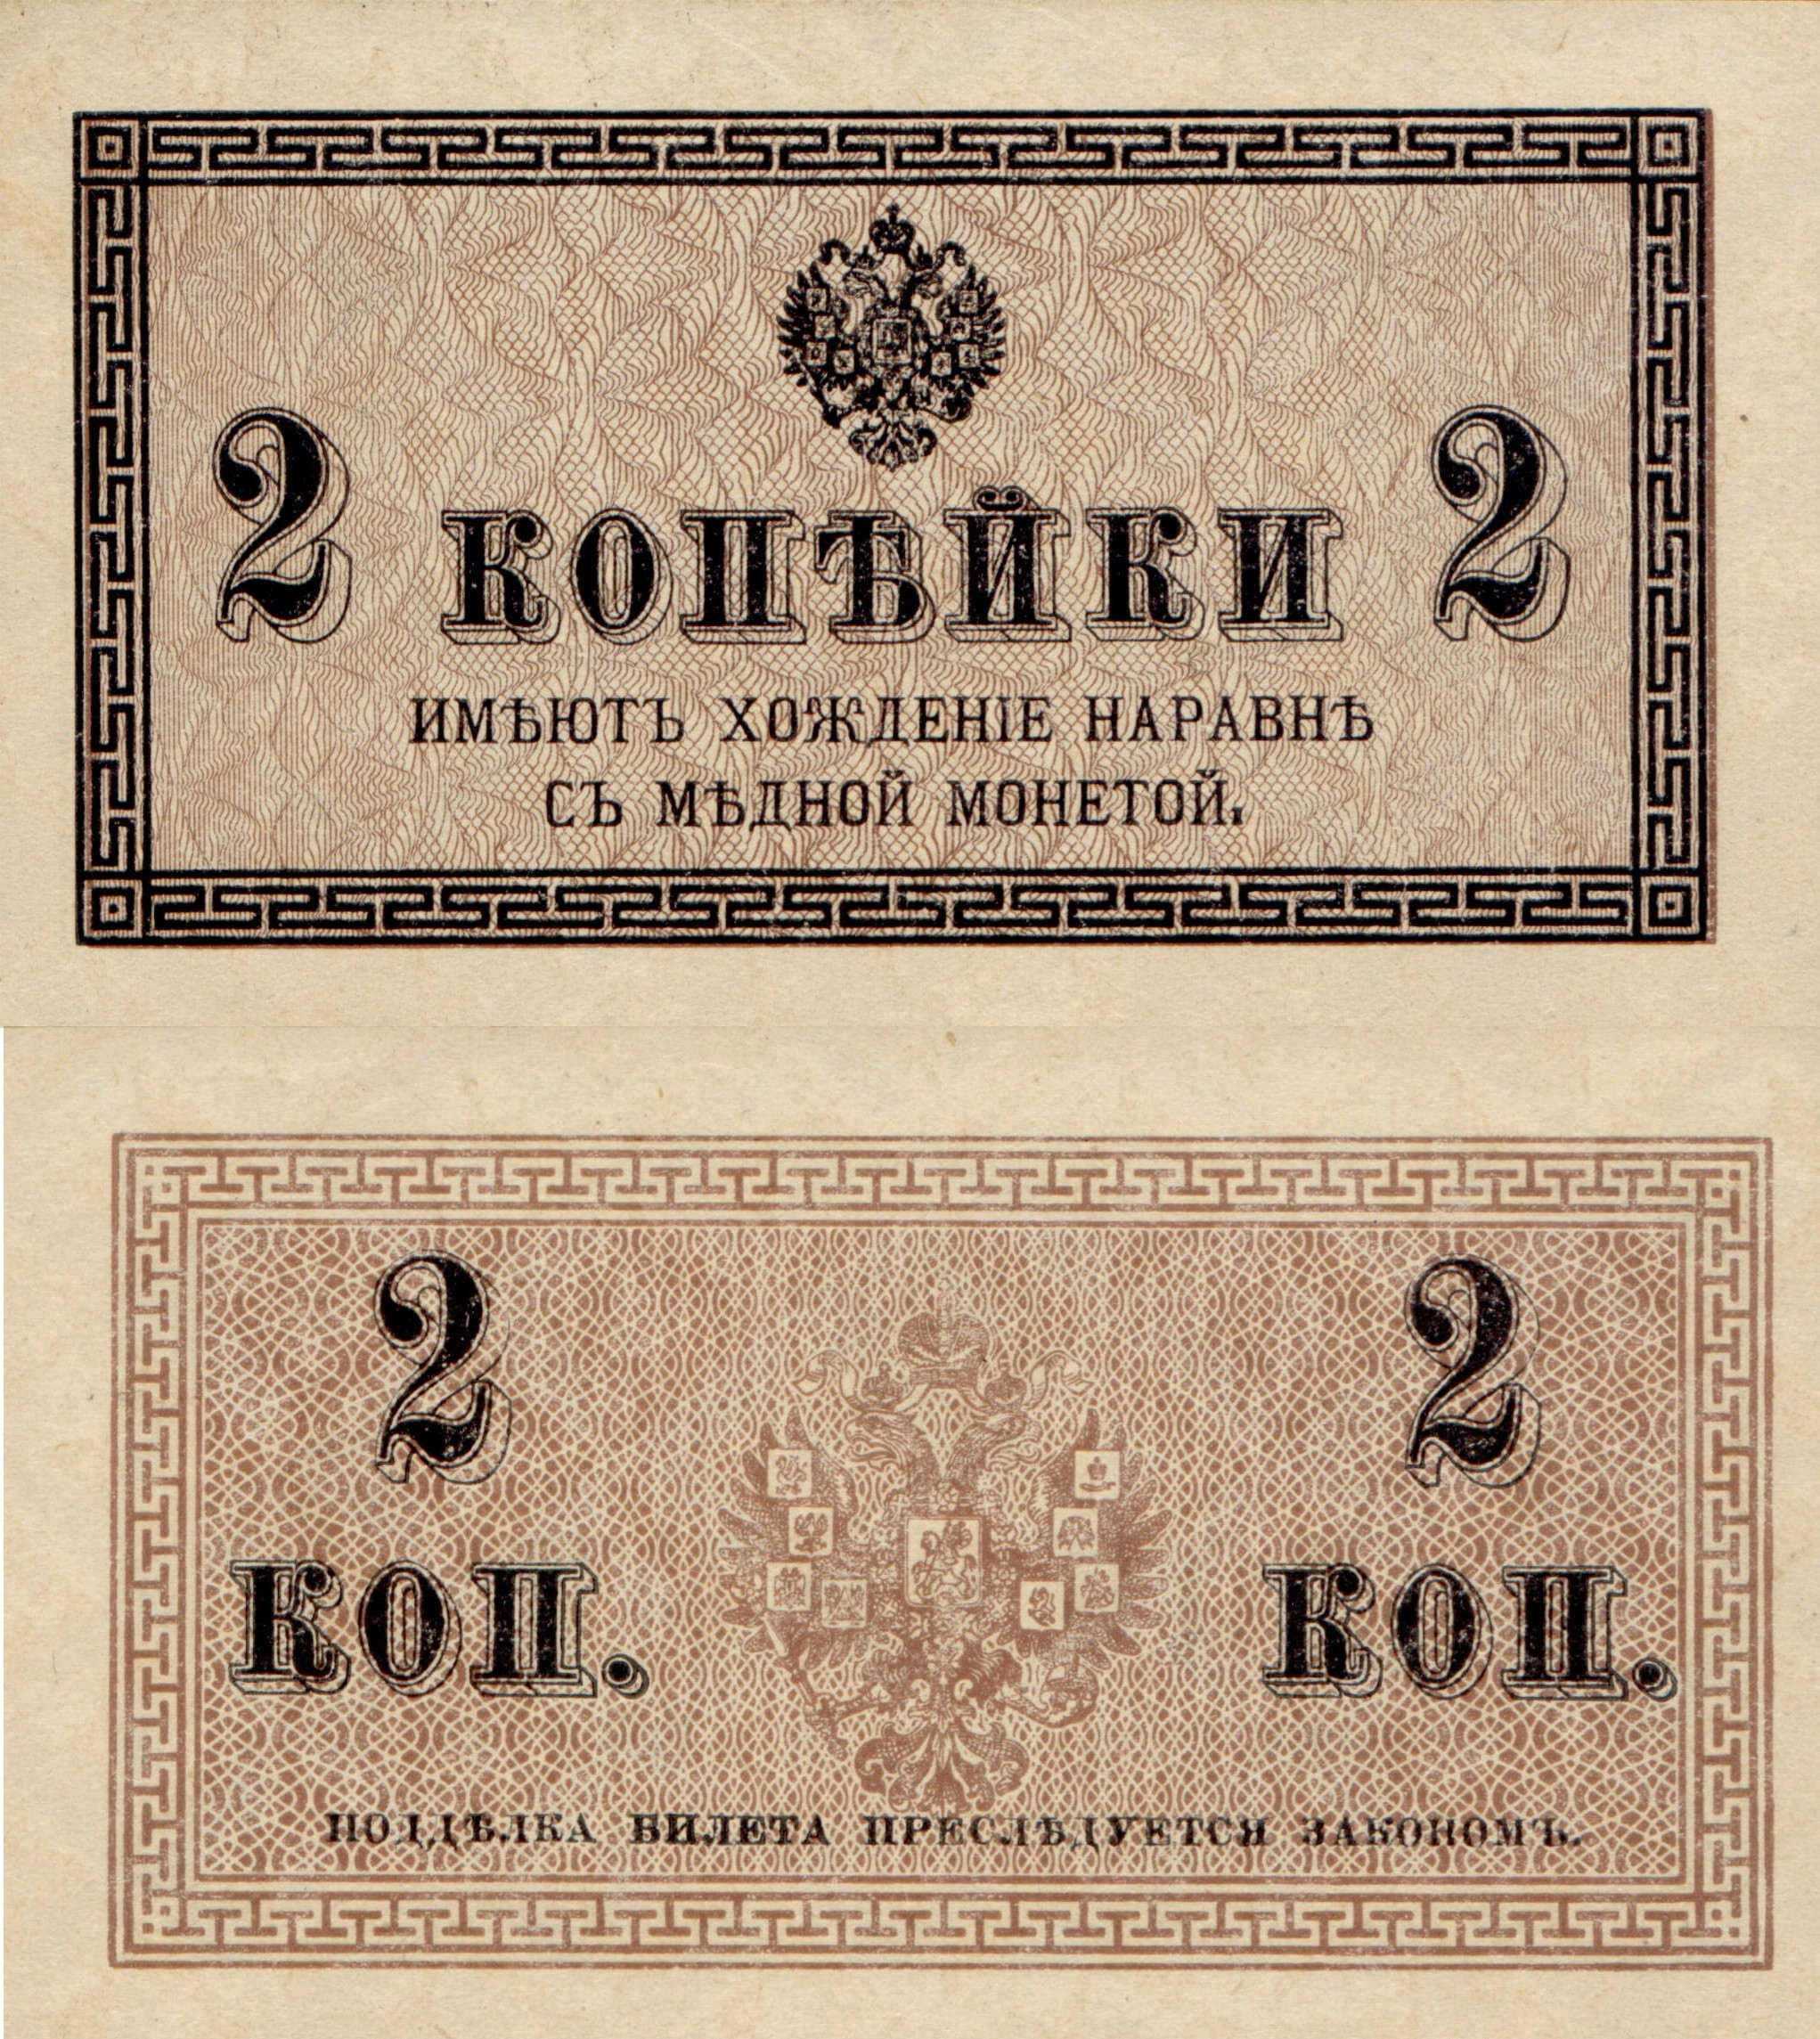 2 КОПѢЙКИ 2
ИМѢЮТЪ ХОЖДЕНІЕ НАРАВНѢ
СЪ МѢДНОЙ МОНЕТОЙ.
2 2
КОП. КОП.
ПОДДѢЛКА БИЛЕТА ПРЕСЛѢДУЕТСЯ ЗАКОНОМЪ.